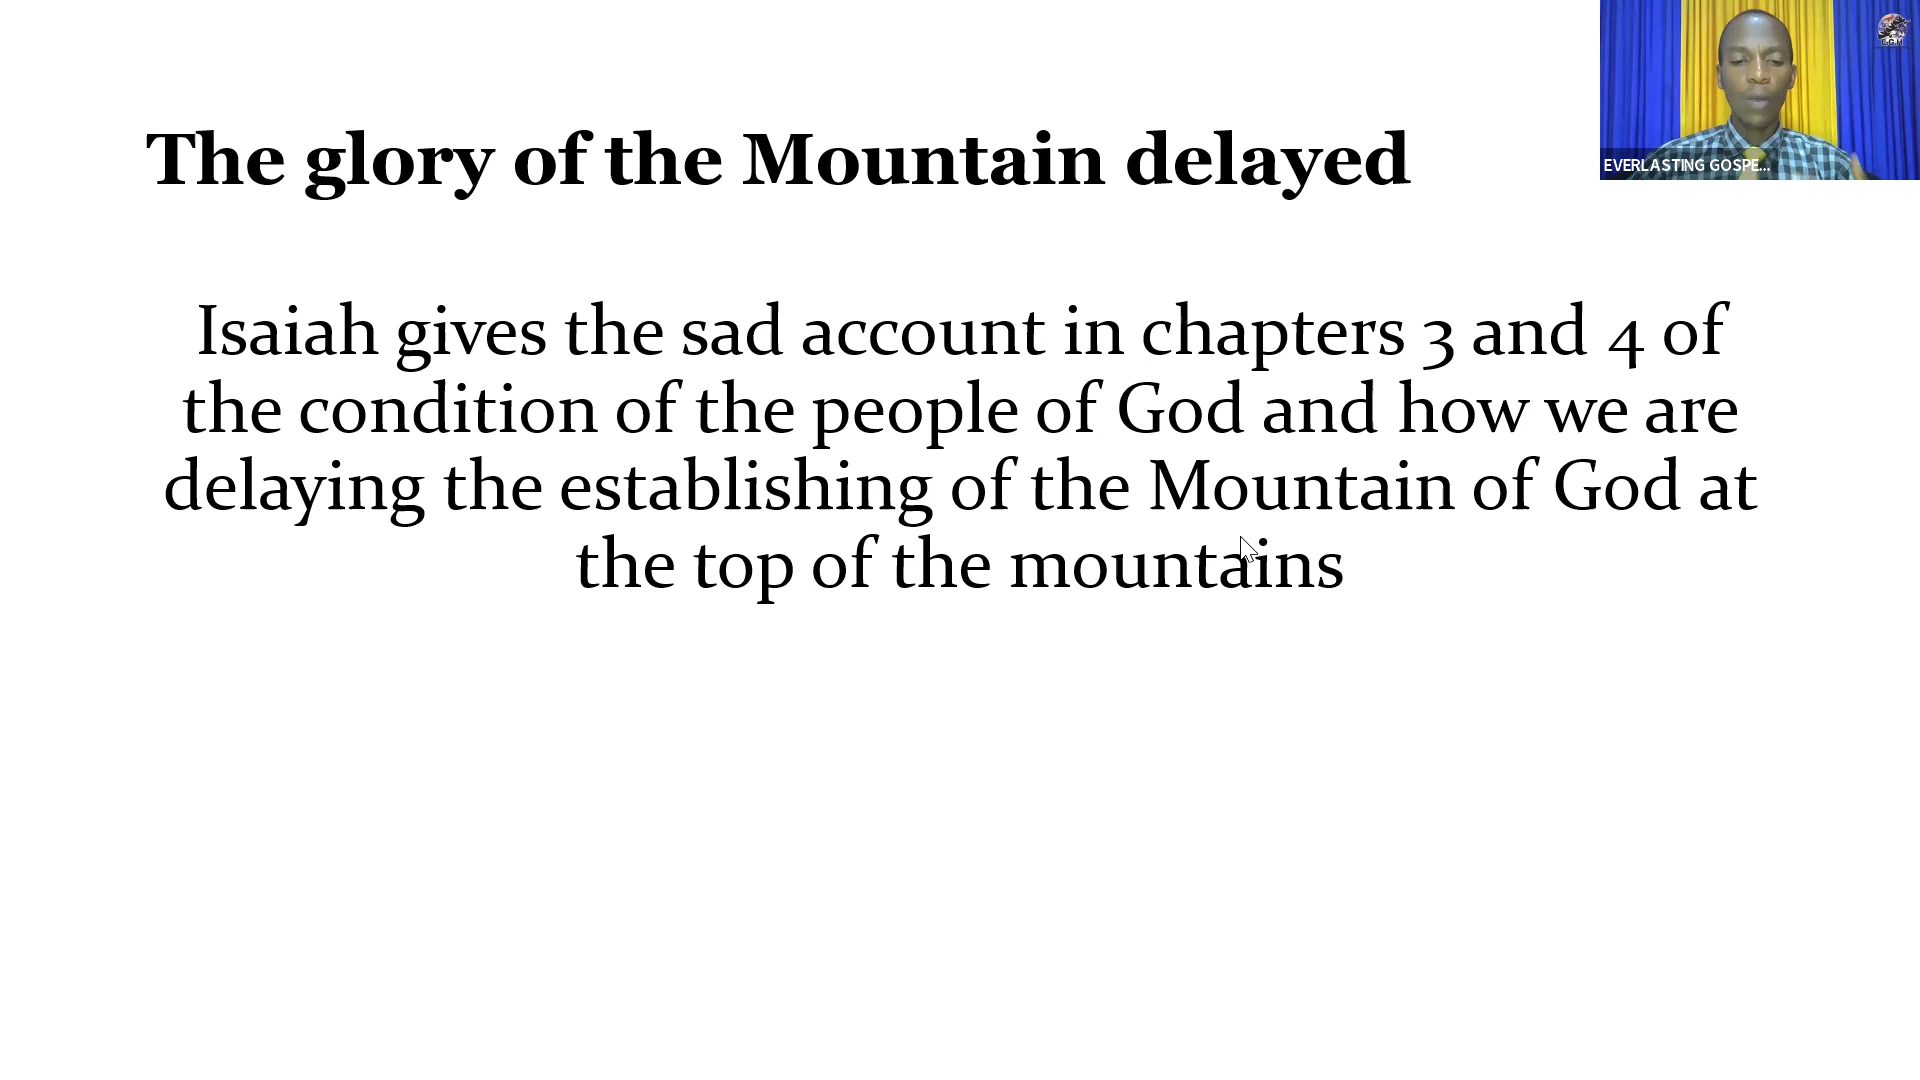 The glory of the Mountain delayed
Isaiah gives the sad account in chapters 3 and 4 of
the condition of the people of God and how we are
delaying the establishing of the Mountain of God at
the top of the mountains
EVERLASTING GOSPE...